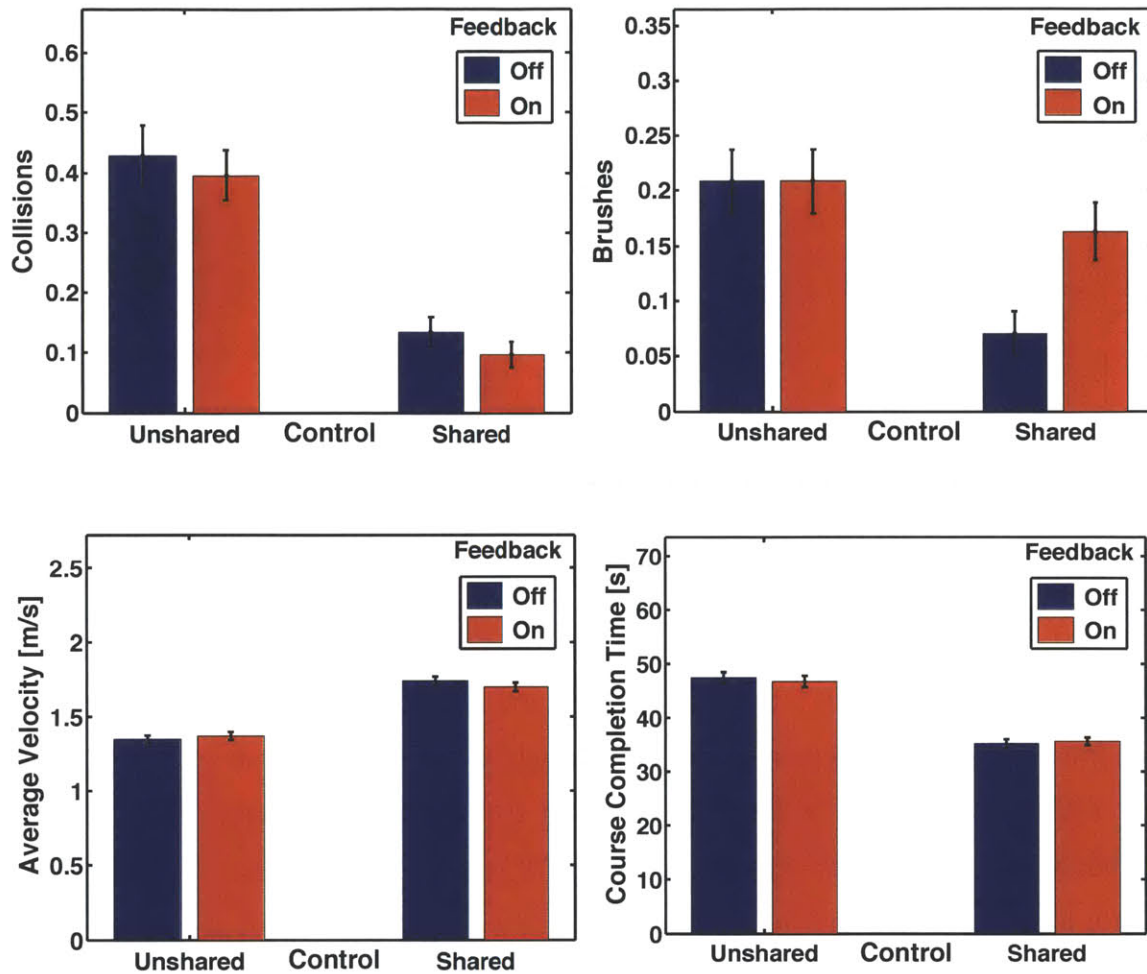 Feedback
Off
On
0.6
0.5
0.4
0.3
0.2
0.1
0
Collisions
Unshared Control Shared
Feedback
Off
On
0.35
0.3
0.25
0.2
0.15
0.1
0.05
0
Brushes
Unshared Control Shared
Feedback
Off
On
2.5
2
1.5
1
0.5
0
Average Velocity [m/s]
Unshared Control Shared
Feedback
Off
On
70
60
50
40
30
20
10
0
Course Completion Time [s]
Unshared Control Shared